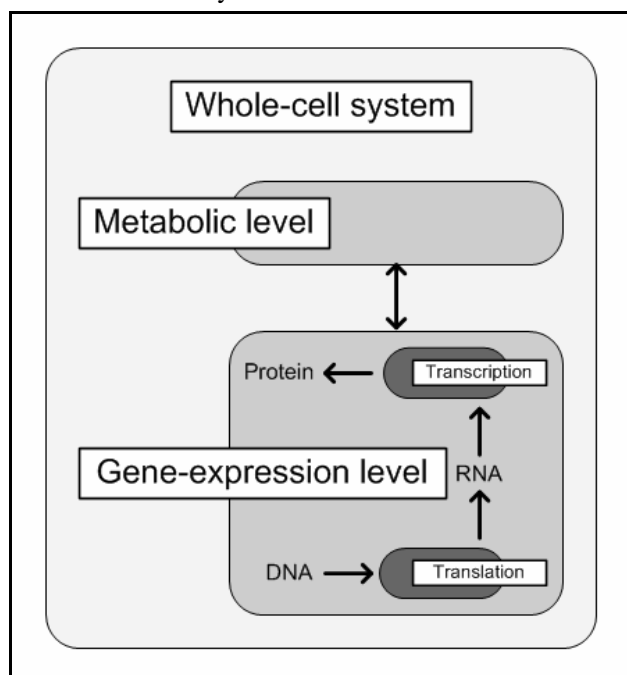 Whole-cell system
Metabolic level
Protein
Transcription
Gene-expression level
RNA
DNA
Translation